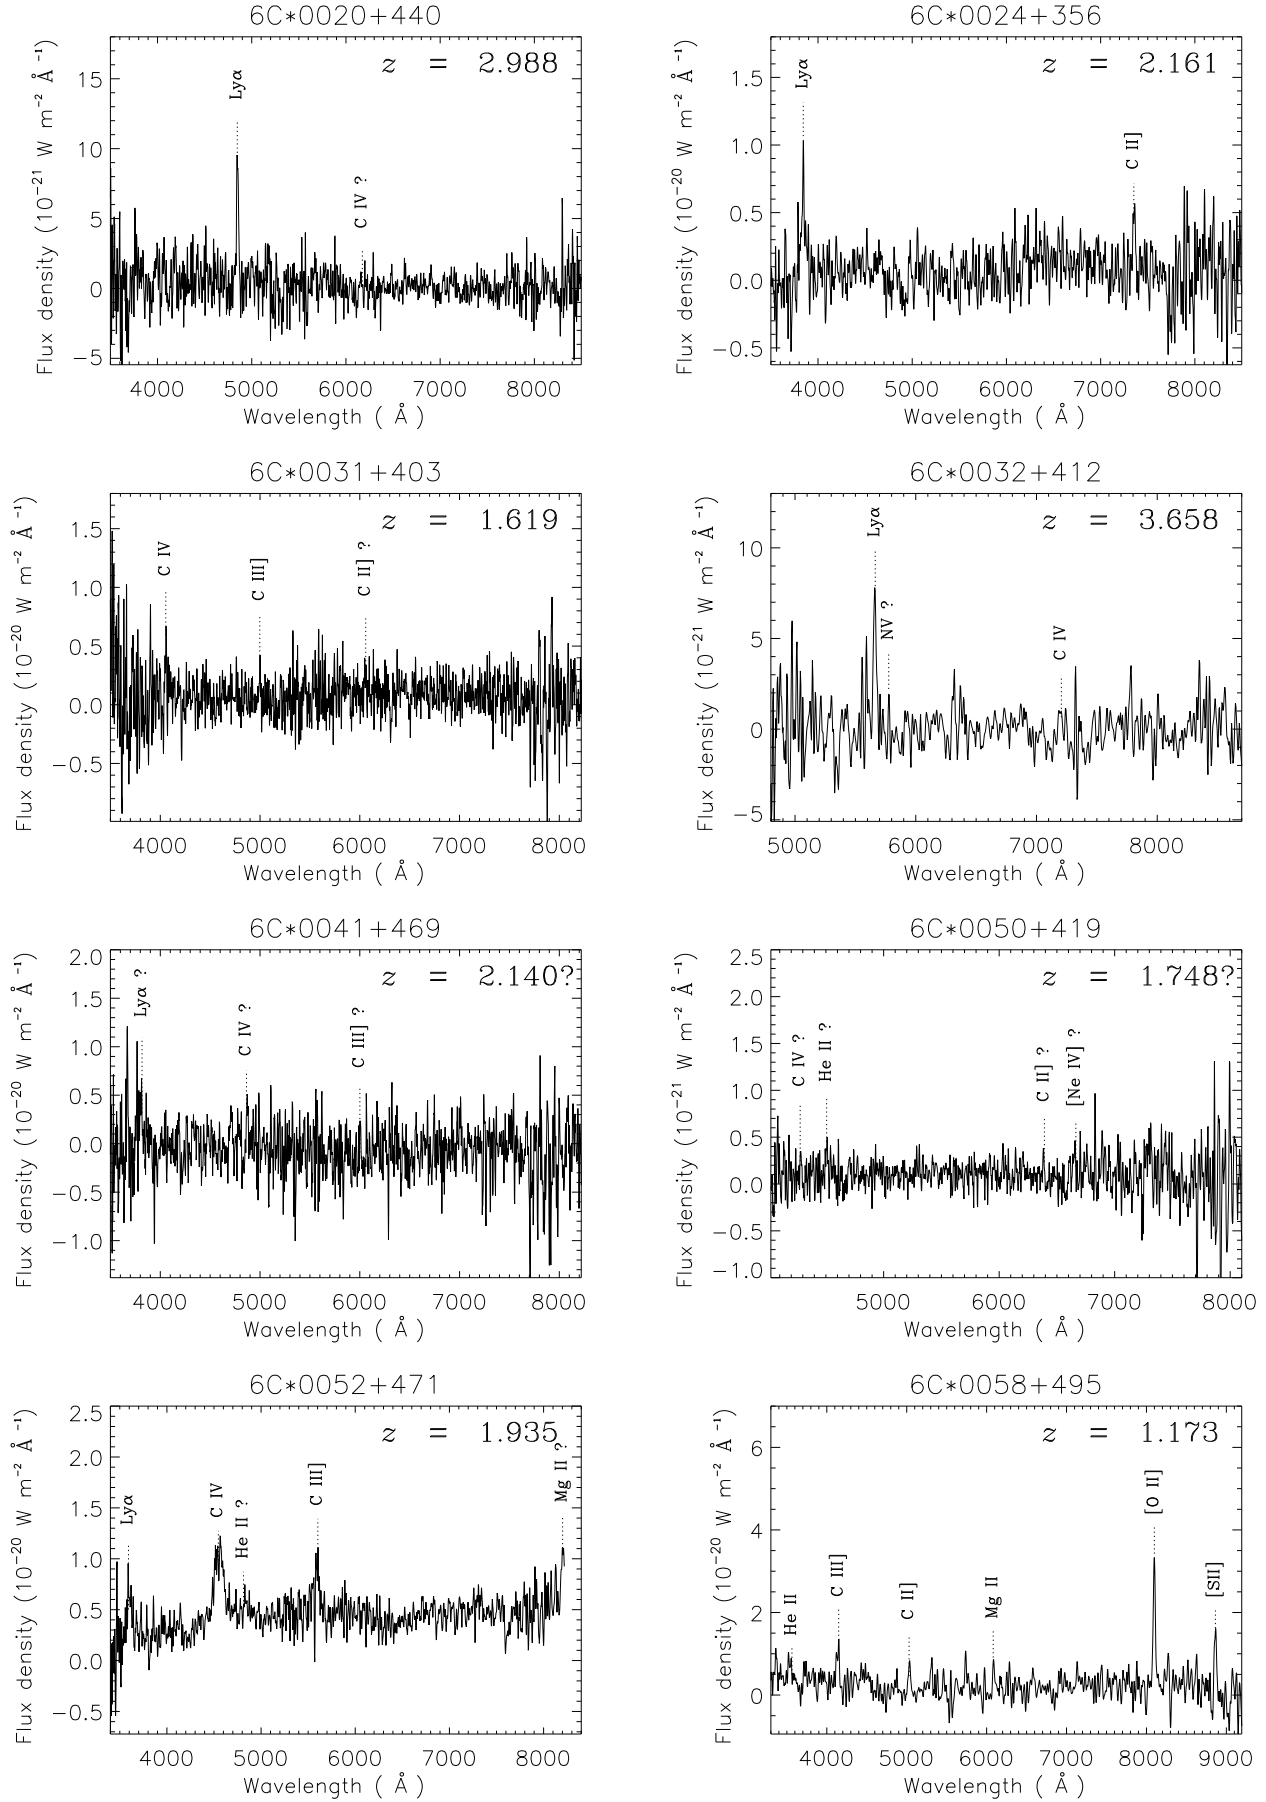 6C*0020+440
z = 2.988
Lyα
C IV ?
15
10
5
0
−5
Flux density (10⁻²¹ W m⁻² Å⁻¹)
4000 5000 6000 7000 8000
Wavelength ( Å )
6C*0024+356
z = 2.161
Lyα
C II]
1.5
1.0
0.5
0.0
−0.5
Flux density (10⁻²⁰ W m⁻² Å⁻¹)
4000 5000 6000 7000 8000
Wavelength ( Å )
6C*0031+403
z = 1.619
C IV
C III]
C II] ?
1.5
1.0
0.5
0.0
−0.5
Flux density (10⁻²⁰ W m⁻² Å⁻¹)
4000 5000 6000 7000 8000
Wavelength ( Å )
6C*0032+412
z = 3.658
Lyα
NV ?
C IV
10
5
0
−5
Flux density (10⁻²¹ W m⁻² Å⁻¹)
5000 6000 7000 8000
Wavelength ( Å )
6C*0041+469
z = 2.140?
Lyα ?
C IV ?
C III] ?
2.0
1.5
1.0
0.5
0.0
−0.5
−1.0
Flux density (10⁻²⁰ W m⁻² Å⁻¹)
4000 5000 6000 7000 8000
Wavelength ( Å )
6C*0050+419
z = 1.748?
C IV ?
He II ?
C II] ?
[Ne IV] ?
2.5
2.0
1.5
1.0
0.5
0.0
−0.5
−1.0
Flux density (10⁻²¹ W m⁻² Å⁻¹)
5000 6000 7000 8000
Wavelength ( Å )
6C*0052+471
z = 1.935
Lyα
C IV
He II ?
C III]
Mg II ?
2.5
2.0
1.5
1.0
0.5
0.0
−0.5
Flux density (10⁻²⁰ W m⁻² Å⁻¹)
4000 5000 6000 7000 8000
Wavelength ( Å )
6C*0058+495
z = 1.173
He II
C III]
C II]
Mg II
[O II]
[SII]
6
4
2
0
Flux density (10⁻²⁰ W m⁻² Å⁻¹)
4000 5000 6000 7000 8000 9000
Wavelength ( Å )